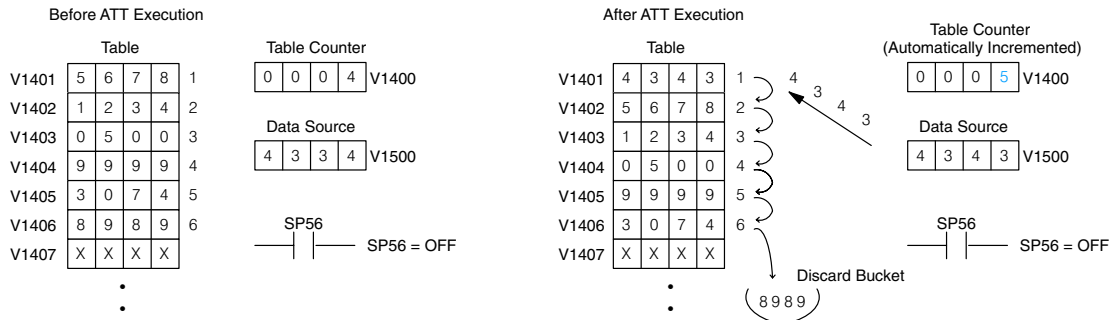 Before ATT Execution
Table
V1401 5 6 7 8 1
V1402 1 2 3 4 2
V1403 0 5 0 0 3
V1404 9 9 9 9 4
V1405 3 0 7 4 5
V1406 8 9 8 9 6
V1407 X X X X
Table Counter
0 0 0 4 V1400
Data Source
4 3 3 4 V1500
SP56
SP56 = OFF
After ATT Execution
Table
V1401 4 3 4 3 1
V1402 5 6 7 8 2
V1403 1 2 3 4 3
V1404 0 5 0 0 4
V1405 9 9 9 9 5
V1406 3 0 7 4 6
V1407 X X X X
4 3 4 3
Discard Bucket
8 9 8 9
Table Counter
(Automatically Incremented)
0 0 0 5 V1400
Data Source
4 3 4 3 V1500
SP56
SP56 = OFF